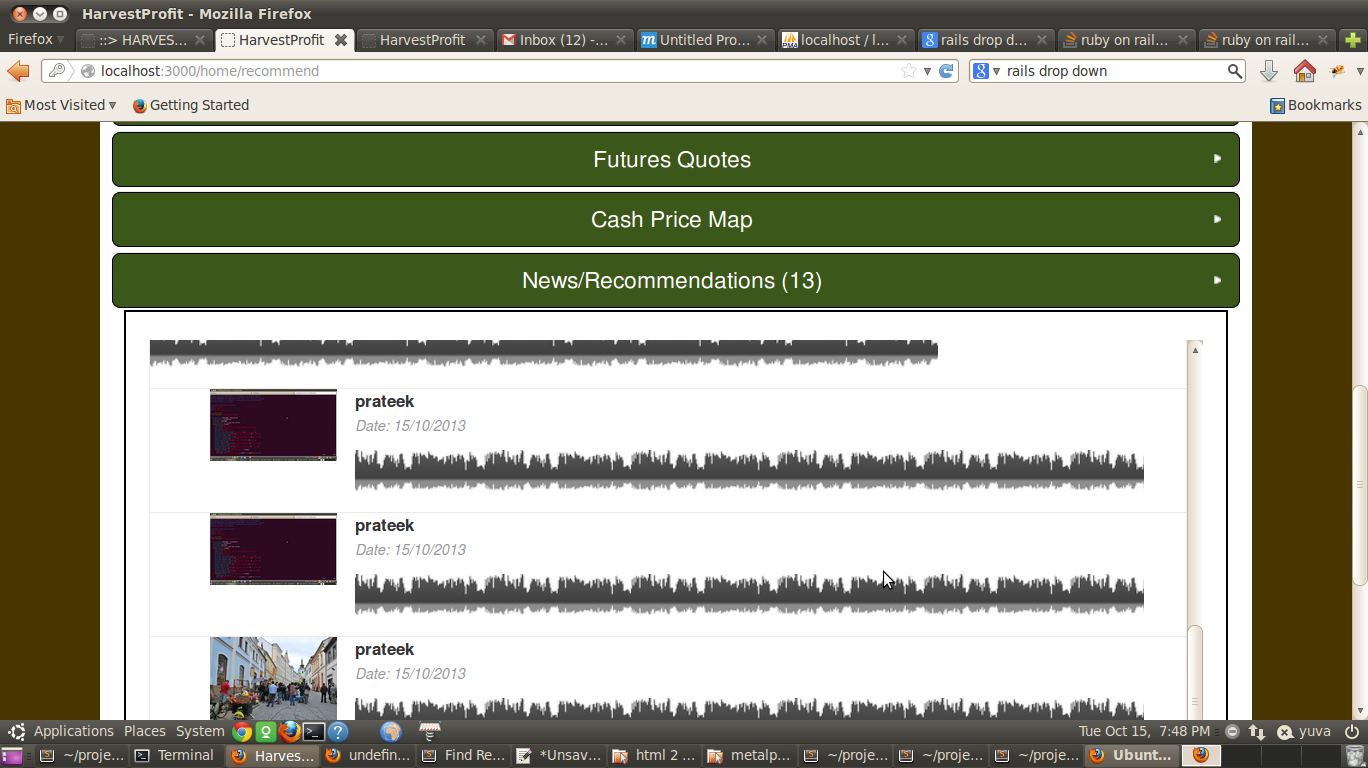 HarvestProfit - Mozilla Firefox
Firefox
::> HARVES...
HarvestProfit
HarvestProfit
Inbox (12) -...
Untitled Pro...
localhost / l...
rails drop d...
ruby on rail...
ruby on rail...
localhost:3000/home/recommend
rails drop down
Most Visited
Getting Started
Bookmarks
Futures Quotes
Cash Price Map
News/Recommendations (13)
prateek
Date: 15/10/2013
prateek
Date: 15/10/2013
prateek
Date: 15/10/2013
Applications Places System
Tue Oct 15, 7:48 PM
yuva
~/proje...
Terminal
Harves...
undefin...
Find Re...
*Unsav...
html 2 ...
metalp...
~/proje...
~/proje...
~/proje...
Ubunt...